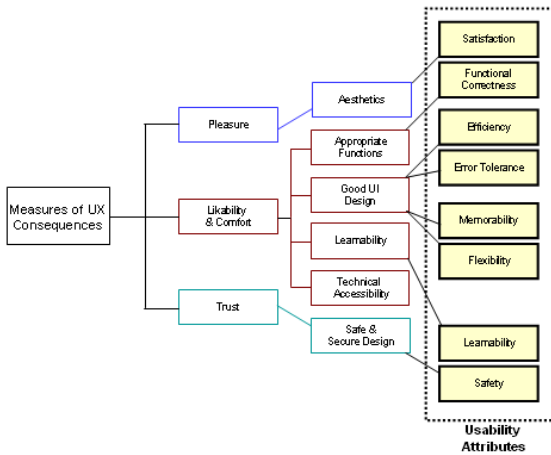 Measures of UX
Consequences
Pleasure
Likability
& Comfort
Trust
Aesthetics
Appropriate
Functions
Good UI
Design
Learnability
Technical
Accessibility
Safe &
Secure Design
Satisfaction
Functional
Correctness
Efficiency
Error Tolerance
Memorability
Flexibility
Learnability
Safety
Usability
Attributes